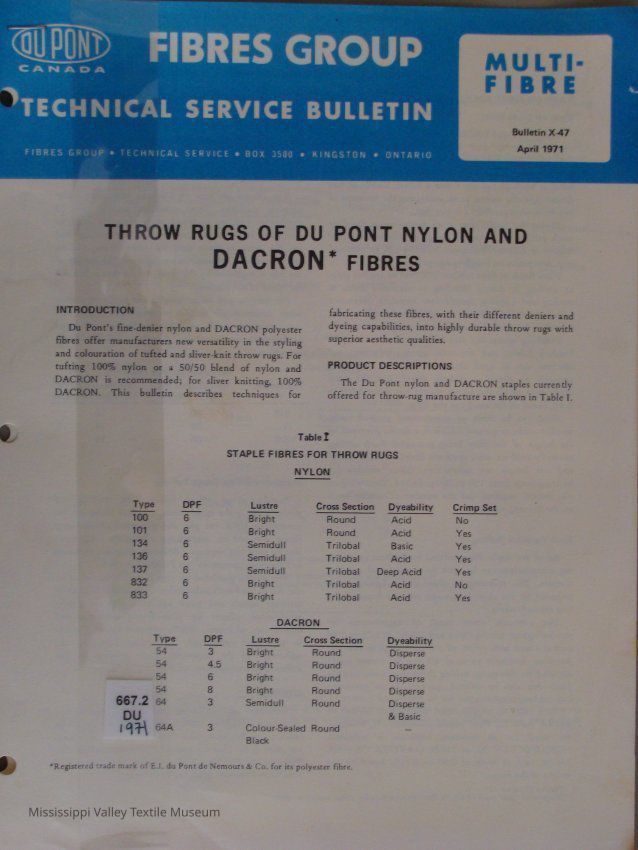 DU PONT
CANADA
FIBRES GROUP
TECHNICAL SERVICE BULLETIN
FIBRES GROUP • TECHNICAL SERVICE • BOX 3500 • KINGSTON • ONTARIO
MULTI-
FIBRE
Bulletin X-47
April 1971
THROW RUGS OF DU PONT NYLON AND
DACRON* FIBRES
INTRODUCTION
Du Pont's fine-denier nylon and DACRON polyester
fibres offer manufacturers new versatility in the styling
and colouration of tufted and sliver-knit throw rugs. For
tufting 100% nylon or a 50/50 blend of nylon and
DACRON is recommended; for sliver knitting, 100%
DACRON. This bulletin describes techniques for
fabricating these fibres, with their different deniers and
dyeing capabilities, into highly durable throw rugs with
superior aesthetic qualities.
PRODUCT DESCRIPTIONS
The Du Pont nylon and DACRON staples currently
offered for throw-rug manufacture are shown in Table I.
Table I
STAPLE FIBRES FOR THROW RUGS
NYLON
Type DPF Lustre Cross Section Dyeability Crimp Set
100 6 Bright Round Acid No
101 6 Bright Round Acid Yes
134 6 Semidull Trilobal Basic Yes
136 6 Semidull Trilobal Acid Yes
137 6 Semidull Trilobal Deep Acid Yes
832 6 Bright Trilobal Acid No
833 6 Bright Trilobal Acid Yes
DACRON
Type DPF Lustre Cross Section Dyeability
54 3 Bright Round Disperse
54 4.5 Bright Round Disperse
54 6 Bright Round Disperse
54 8 Bright Round Disperse
64 3 Semidull Round Disperse
& Basic
64A 3 Colour-Sealed Round –
Black
667.2
DU
1971
*Registered trade mark of E.I. du Pont de Nemours & Co. for its polyester fibre.
Mississippi Valley Textile Museum